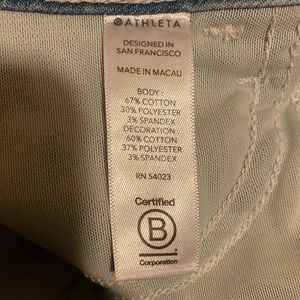 ATHLETA
DESIGNED IN
SAN FRANCISCO
MADE IN MACAU
BODY :
67% COTTON
30% POLYESTER
3% SPANDEX
DECORATION :
60% COTTON
37% POLYESTER
3% SPANDEX
RN 54023
Certified
B
Corporation